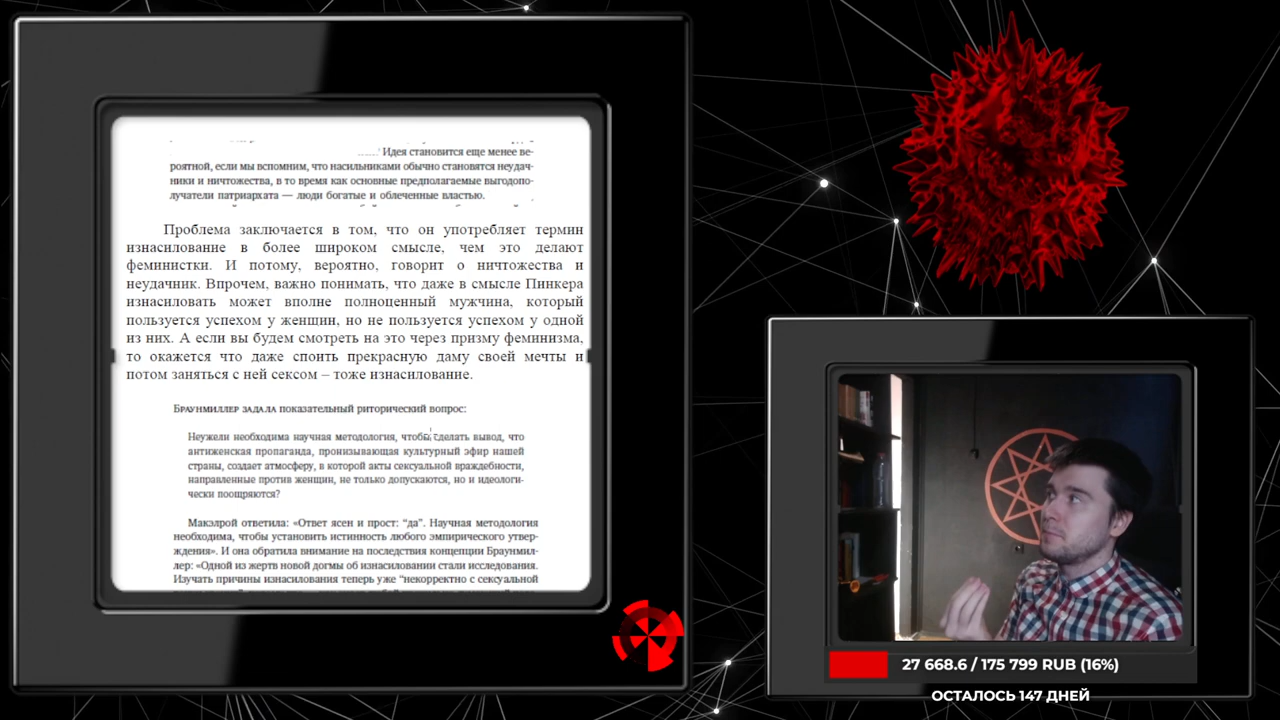 Идея становится еще менее ве-
роятной, если мы вспомним, что насильниками обычно становятся неудач-
ники и ничтожества, в то время как основные предполагаемые выгодопо-
лучатели патриархата — люди богатые и облеченные властью.
Проблема заключается в том, что он употребляет термин
изнасилование в более широком смысле, чем это делают
феминистки. И потому, вероятно, говорит о ничтожества и
неудачник. Впрочем, важно понимать, что даже в смысле Пинкера
изнасиловать может вполне полноценный мужчина, который
пользуется успехом у женщин, но не пользуется успехом у одной
из них. А если вы будем смотреть на это через призму феминизма,
то окажется что даже споить прекрасную даму своей мечты и
потом заняться с ней сексом – тоже изнасилование.
БРАУНМИЛЛЕР ЗАДАЛА показательный риторический вопрос:
Неужели необходима научная методология, чтобы сделать вывод, что
антиженская пропаганда, пронизывающая культурный эфир нашей
страны, создает атмосферу, в которой акты сексуальной враждебности,
направленные против женщин, не только допускаются, но и идеологи-
чески поощряются?
Макэлрой ответила: «Ответ ясен и прост: "да". Научная методология
необходима, чтобы установить истинность любого эмпирического утвер-
ждения». И она обратила внимание на последствия концепции Браунмил-
лер: «Одной из жертв новой догмы об изнасиловании стали исследования.
Изучать причины изнасилования теперь уже "некорректно с сексуальной
27 668.6 / 175 799 RUB (16%)
ОСТАЛОСЬ 147 ДНЕЙ